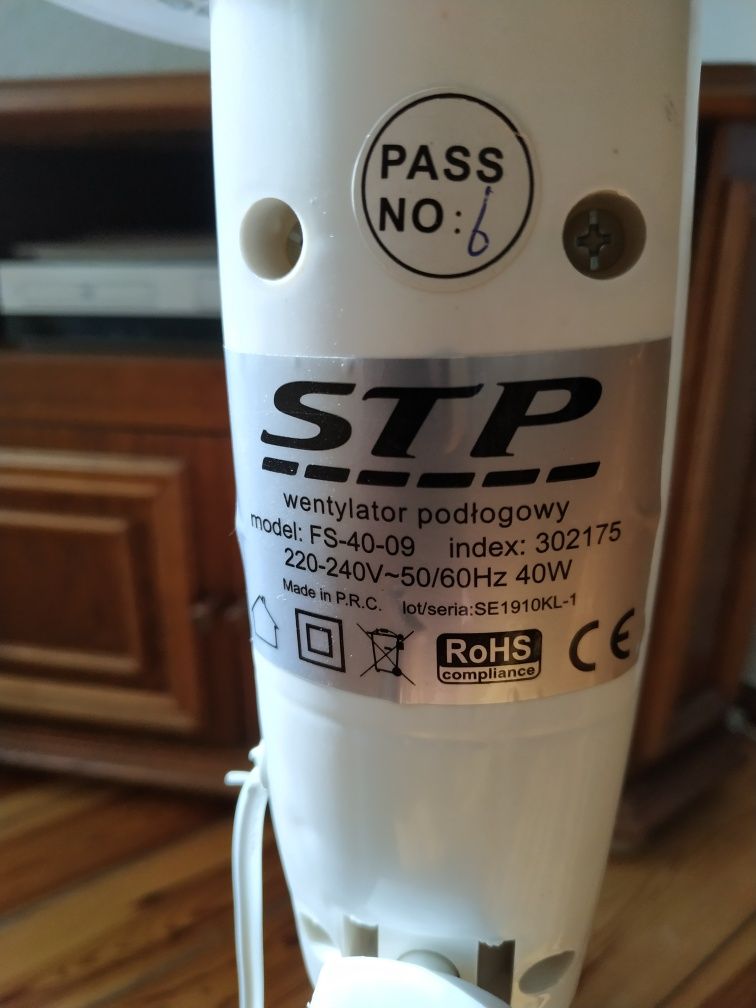 PASS
NO: 6
STP
wentylator podłogowy
model: FS-40-09 index: 302175
220-240V~50/60Hz 40W
Made in P.R.C. lot/seria:SE1910KL-1
RoHS
compliance
CE